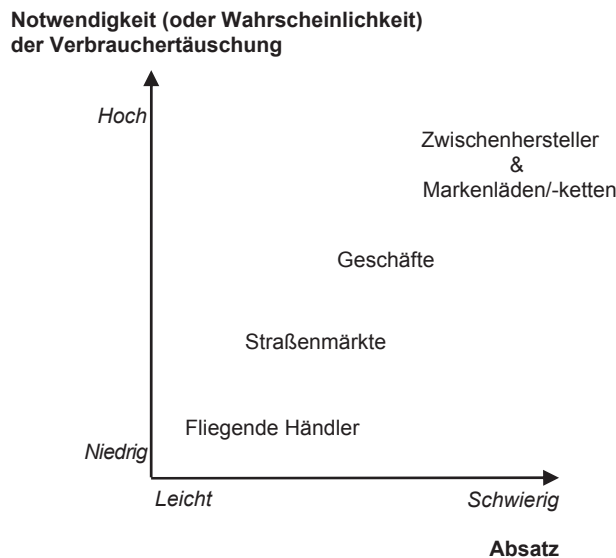 Notwendigkeit (oder Wahrscheinlichkeit)
der Verbrauchertäuschung
Hoch
Zwischenhersteller
&
Markenläden/-ketten
Geschäfte
Straßenmärkte
Fliegende Händler
Niedrig
Leicht
Schwierig
Absatz